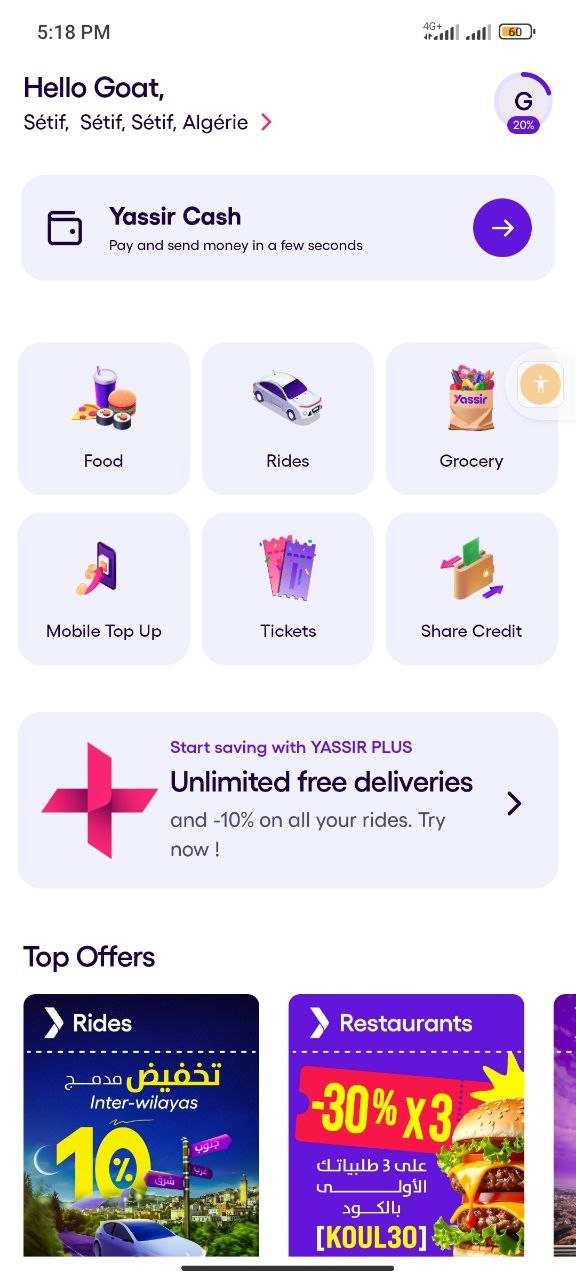 5:18 PM
4G+
60
Hello Goat,
Sétif, Sétif, Sétif, Algérie
G
20%
Yassir Cash
Pay and send money in a few seconds
Yassir
Food
Rides
Grocery
Mobile Top Up
Tickets
Share Credit
Start saving with YASSIR PLUS
Unlimited free deliveries
and -10% on all your rides. Try
now !
Top Offers
Rides
تخفيض مدمج
Inter-wilayas
10%
جنوب
غرب
شرق
Restaurants
-30% x3
على 3 طلبياتك
الأولى
بالكود
[KOUL30]